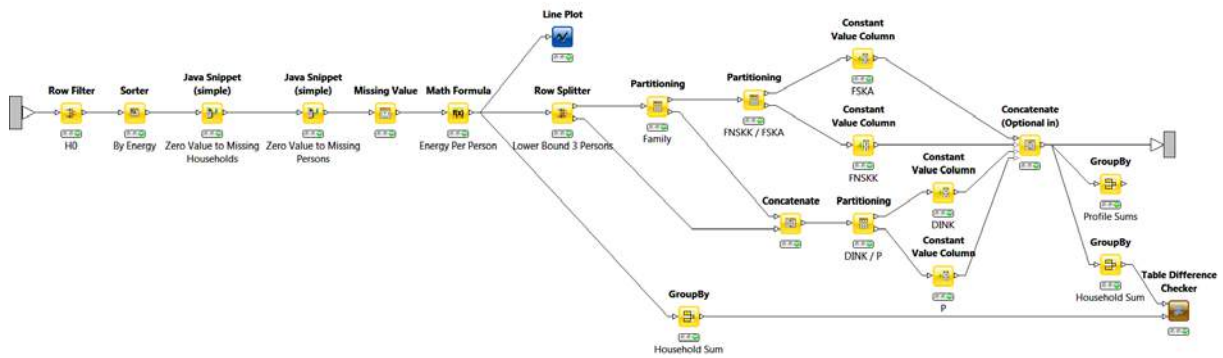 Line Plot
Constant
Value Column
FSKA
Row Filter
H0
Sorter
By Energy
Java Snippet
(simple)
Zero Value to Missing
Households
Java Snippet
(simple)
Zero Value to Missing
Persons
Missing Value
Math Formula
Energy Per Person
Row Splitter
Lower Bound 3 Persons
Partitioning
Family
Partitioning
FNSKK / FSKA
Constant
Value Column
FNSKK
Concatenate
(Optional in)
Concatenate
Partitioning
DINK / P
Constant
Value Column
DINK
Constant
Value Column
P
GroupBy
Profile Sums
GroupBy
Household Sum
Table Difference
Checker
GroupBy
Household Sum